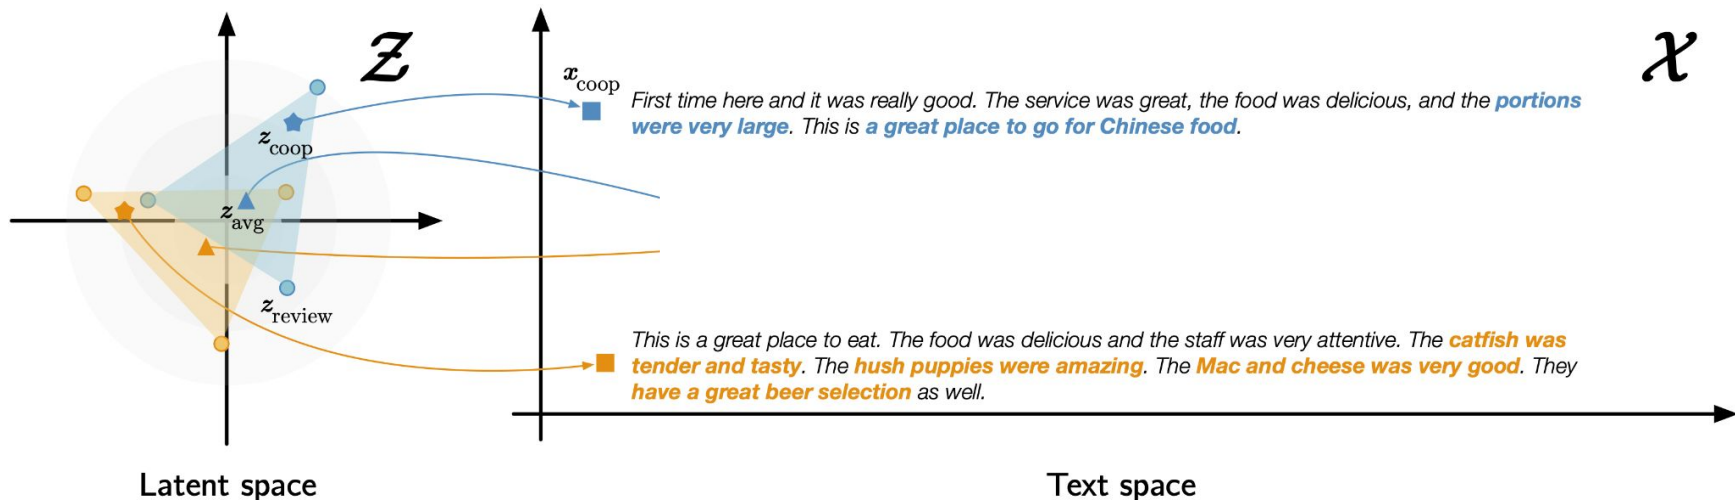 𝒵
𝒳
x_coop
First time here and it was really good. The service was great, the food was delicious, and the portions
were very large. This is a great place to go for Chinese food.
z_coop
z_avg
z_review
This is a great place to eat. The food was delicious and the staff was very attentive. The catfish was
tender and tasty. The hush puppies were amazing. The Mac and cheese was very good. They
have a great beer selection as well.
Latent space
Text space